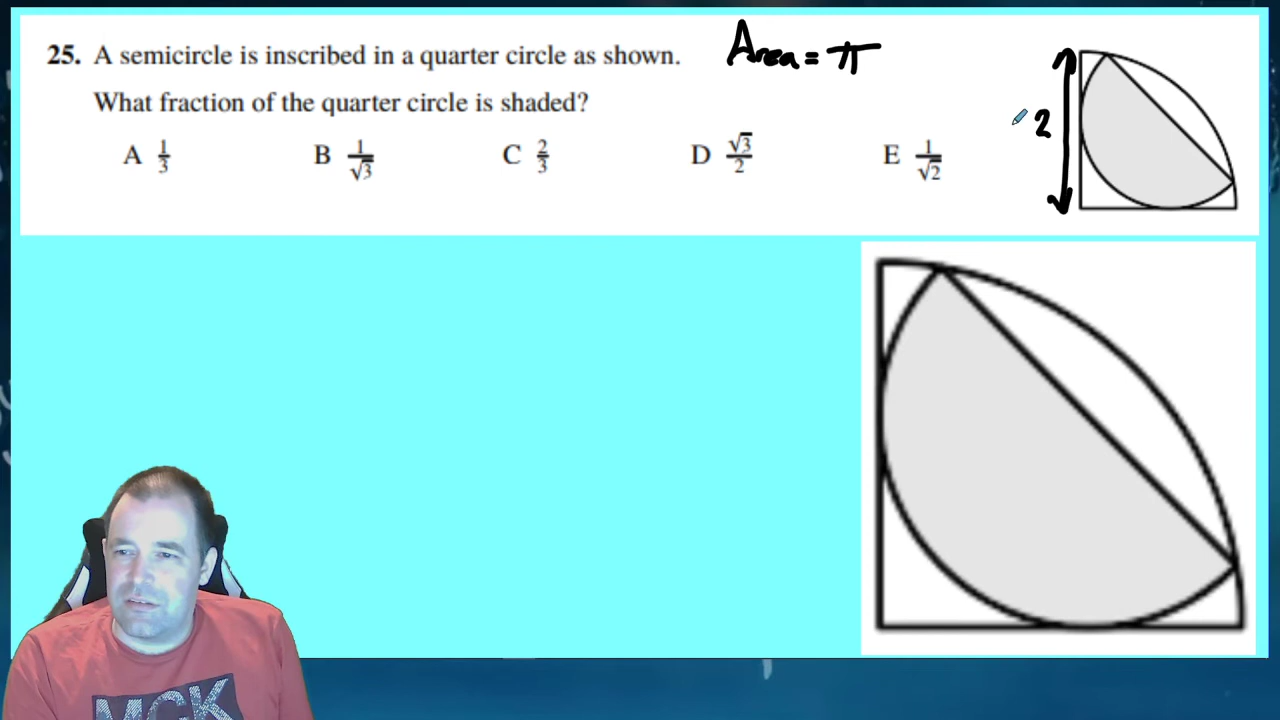 25. A semicircle is inscribed in a quarter circle as shown. Area = π
What fraction of the quarter circle is shaded?
A 1/3 B 1/√3 C 2/3 D √3/2 E 1/√2
2
MGK